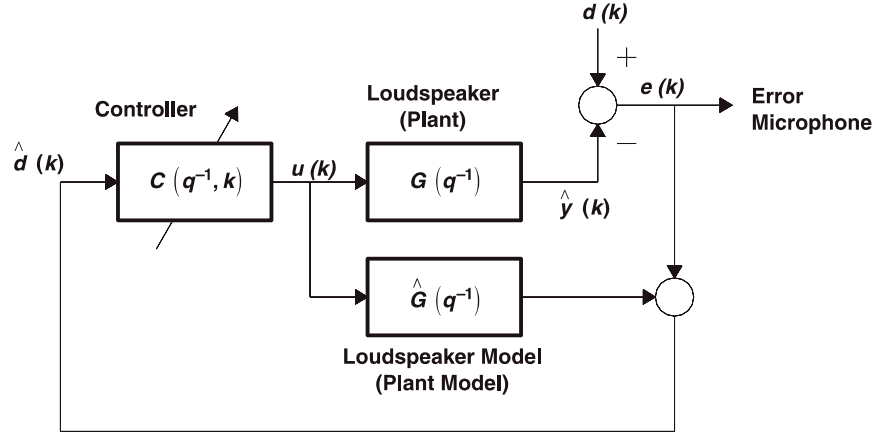 d (k)
+
e (k)
Error
Microphone
−
Loudspeaker
(Plant)
Controller
d̂ (k)
C (q⁻¹, k)
u (k)
G (q⁻¹)
ŷ (k)
Ĝ (q⁻¹)
Loudspeaker Model
(Plant Model)